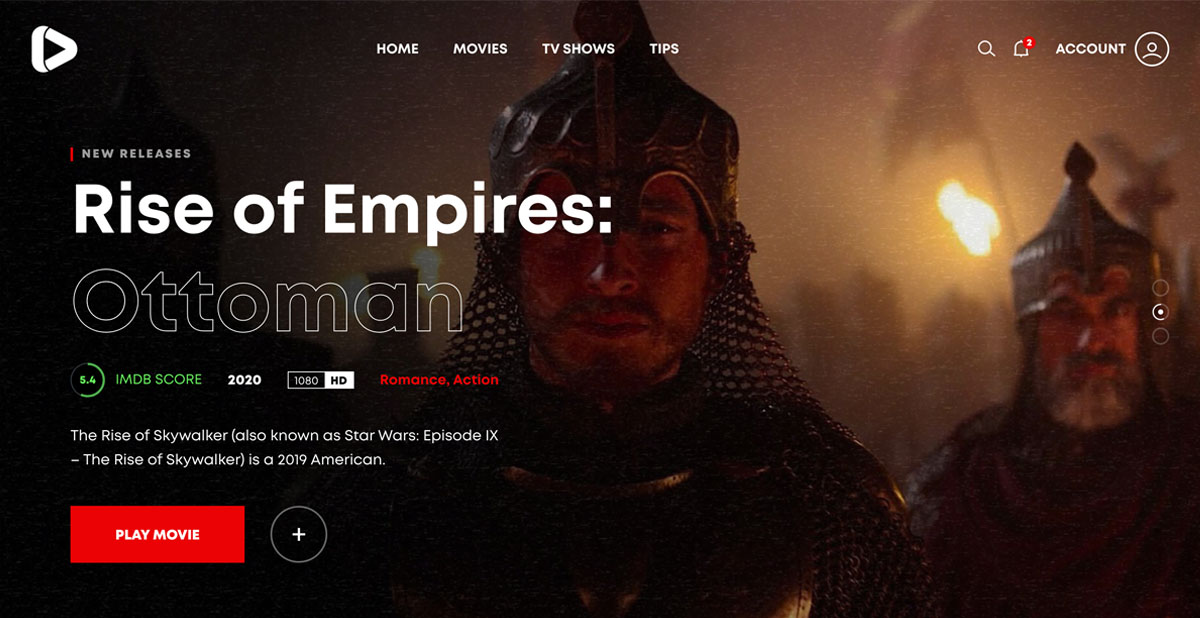 HOME MOVIES TV SHOWS TIPS 2 ACCOUNT
NEW RELEASES
Rise of Empires:
Ottoman
5.4 IMDB SCORE 2020 1080 HD Romance, Action
The Rise of Skywalker (also known as Star Wars: Episode IX
– The Rise of Skywalker) is a 2019 American.
PLAY MOVIE +